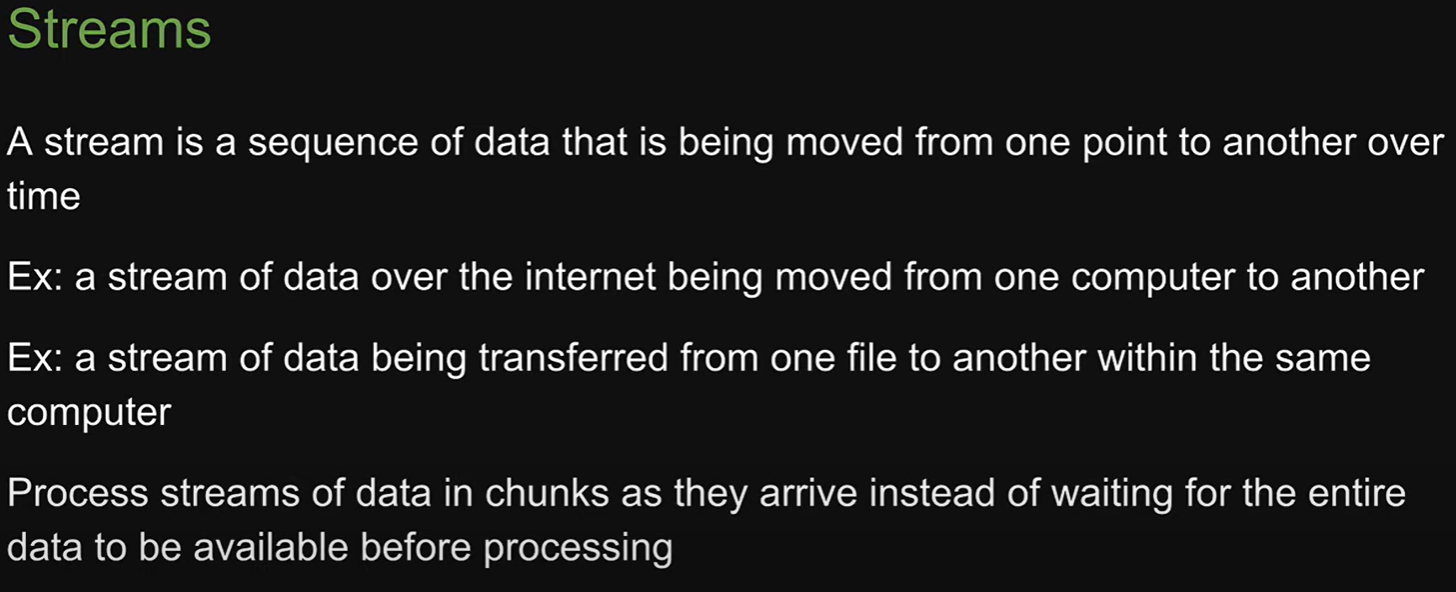 Streams
A stream is a sequence of data that is being moved from one point to another over
time
Ex: a stream of data over the internet being moved from one computer to another
Ex: a stream of data being transferred from one file to another within the same
computer
Process streams of data in chunks as they arrive instead of waiting for the entire
data to be available before processing